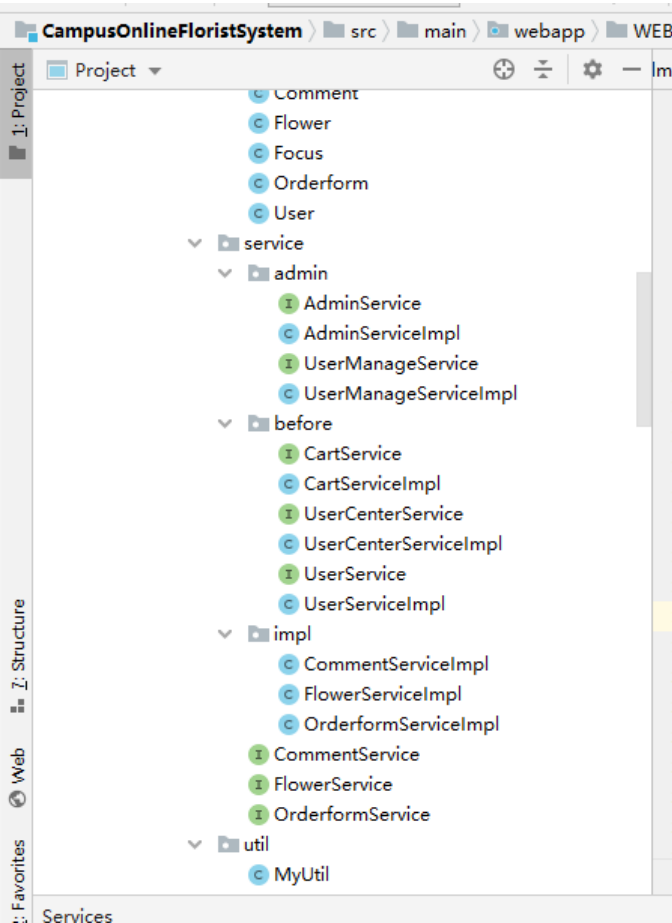 CampusOnlineFloristSystem src main webapp WEB
Project
Im
Comment
Flower
Focus
Orderform
User
service
admin
I AdminService
C AdminServiceImpl
I UserManageService
C UserManageServiceImpl
before
I CartService
C CartServiceImpl
I UserCenterService
C UserCenterServiceImpl
I UserService
C UserServiceImpl
impl
C CommentServiceImpl
C FlowerServiceImpl
C OrderformServiceImpl
I CommentService
I FlowerService
I OrderformService
util
C MyUtil
Services
1: Project
7: Structure
Web
Favorites